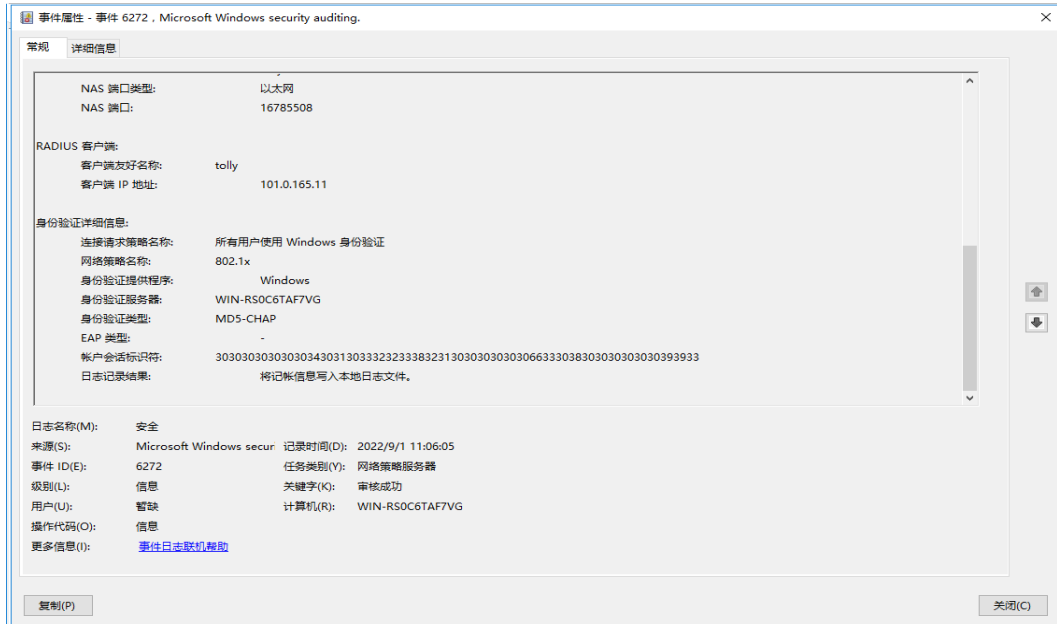 事件属性 - 事件 6272，Microsoft Windows security auditing.
常规 详细信息
NAS 端口类型: 以太网
NAS 端口: 16785508
RADIUS 客户端:
客户端友好名称: tolly
客户端 IP 地址: 101.0.165.11
身份验证详细信息:
连接请求策略名称: 所有用户使用 Windows 身份验证
网络策略名称: 802.1x
身份验证提供程序: Windows
身份验证服务器: WIN-RS0C6TAF7VG
身份验证类型: MD5-CHAP
EAP 类型: -
日志记录结果: 将记帐信息写入本地日志文件。
日志名称(M): 安全
来源(S): Microsoft Windows secur 记录时间(D): 2022/9/1 11:06:05
事件 ID(E): 6272 任务类别(Y): 网络策略服务器
级别(L): 信息 关键字(K): 审核成功
用户(U): 暂缺 计算机(R): WIN-RS0C6TAF7VG
操作代码(O): 信息
更多信息(I): 事件日志联机帮助
复制(P) 关闭(C)